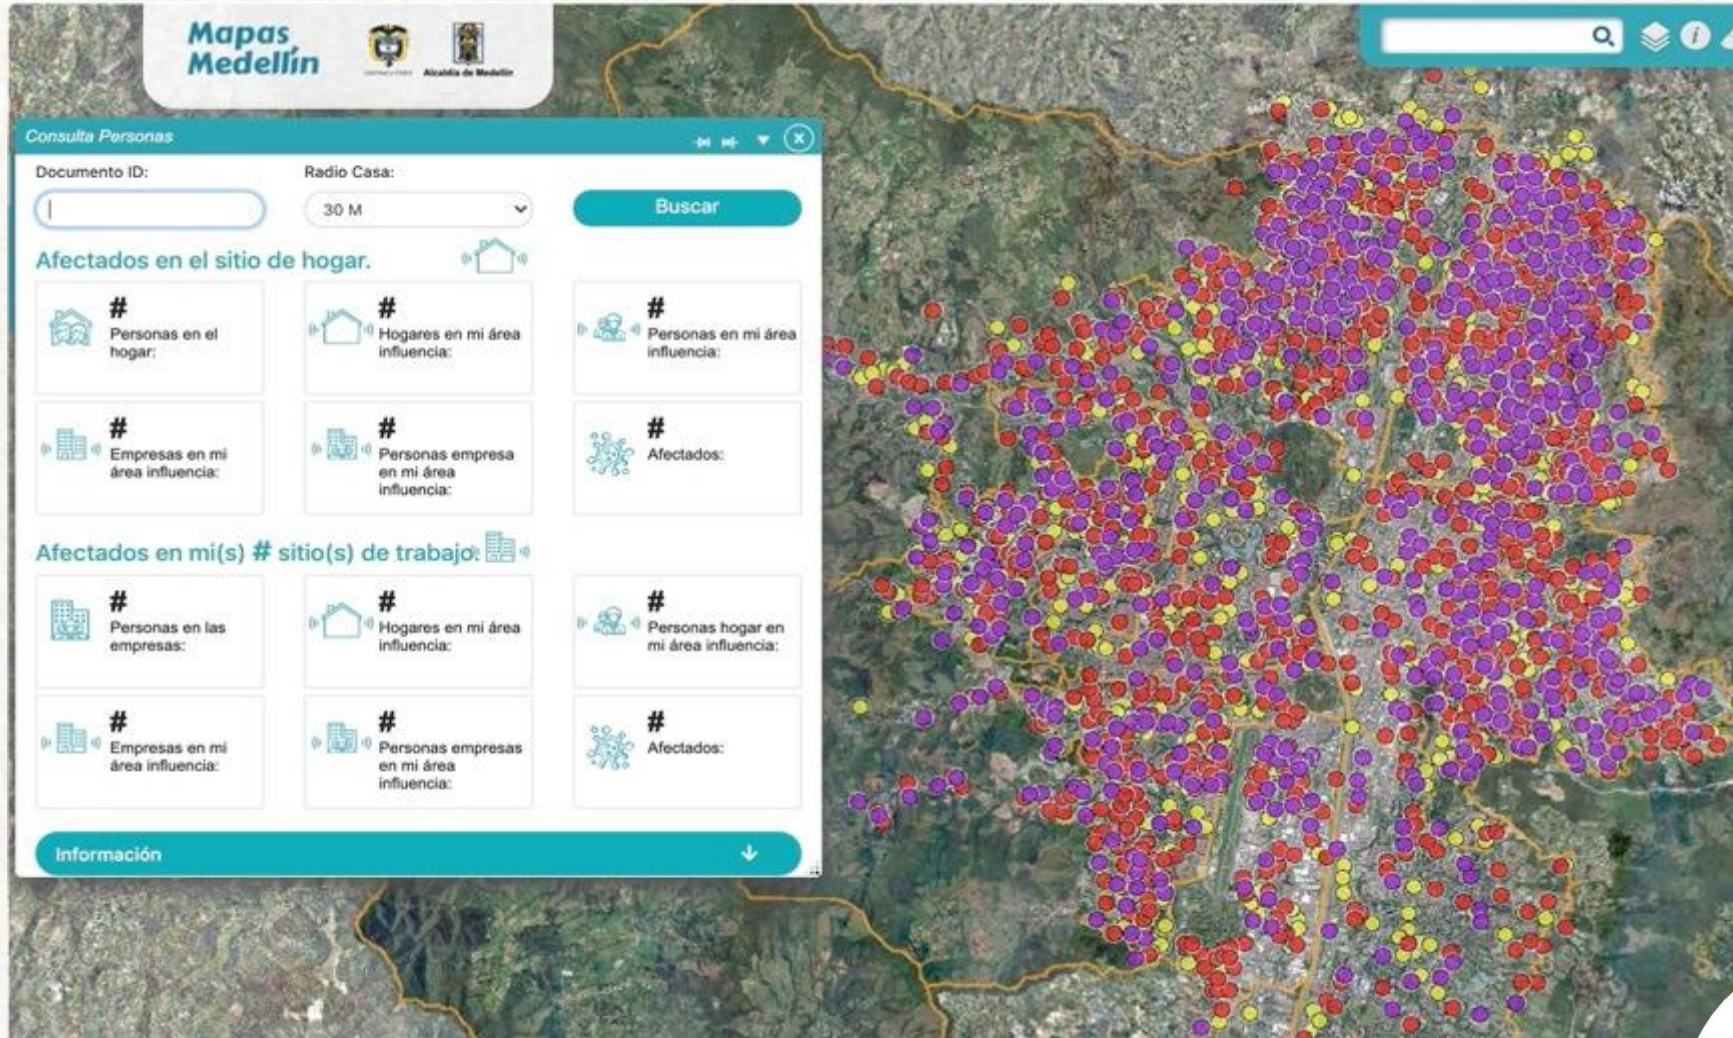 Mapas
Medellín
Alcaldía de Medellín
Consulta Personas
Documento ID:
Radio Casa:
30 M
Buscar
Afectados en el sitio de hogar.
#
Personas en el
hogar:
#
Hogares en mi área
influencia:
#
Personas en mi área
influencia:
#
Empresas en mi
área influencia:
#
Personas empresa
en mi área
influencia:
#
Afectados:
Afectados en mi(s) # sitio(s) de trabajo:
#
Personas en las
empresas:
#
Hogares en mi área
influencia:
#
Personas hogar en
mi área influencia:
#
Empresas en mi
área influencia:
#
Personas empresas
en mi área
influencia:
#
Afectados:
Información